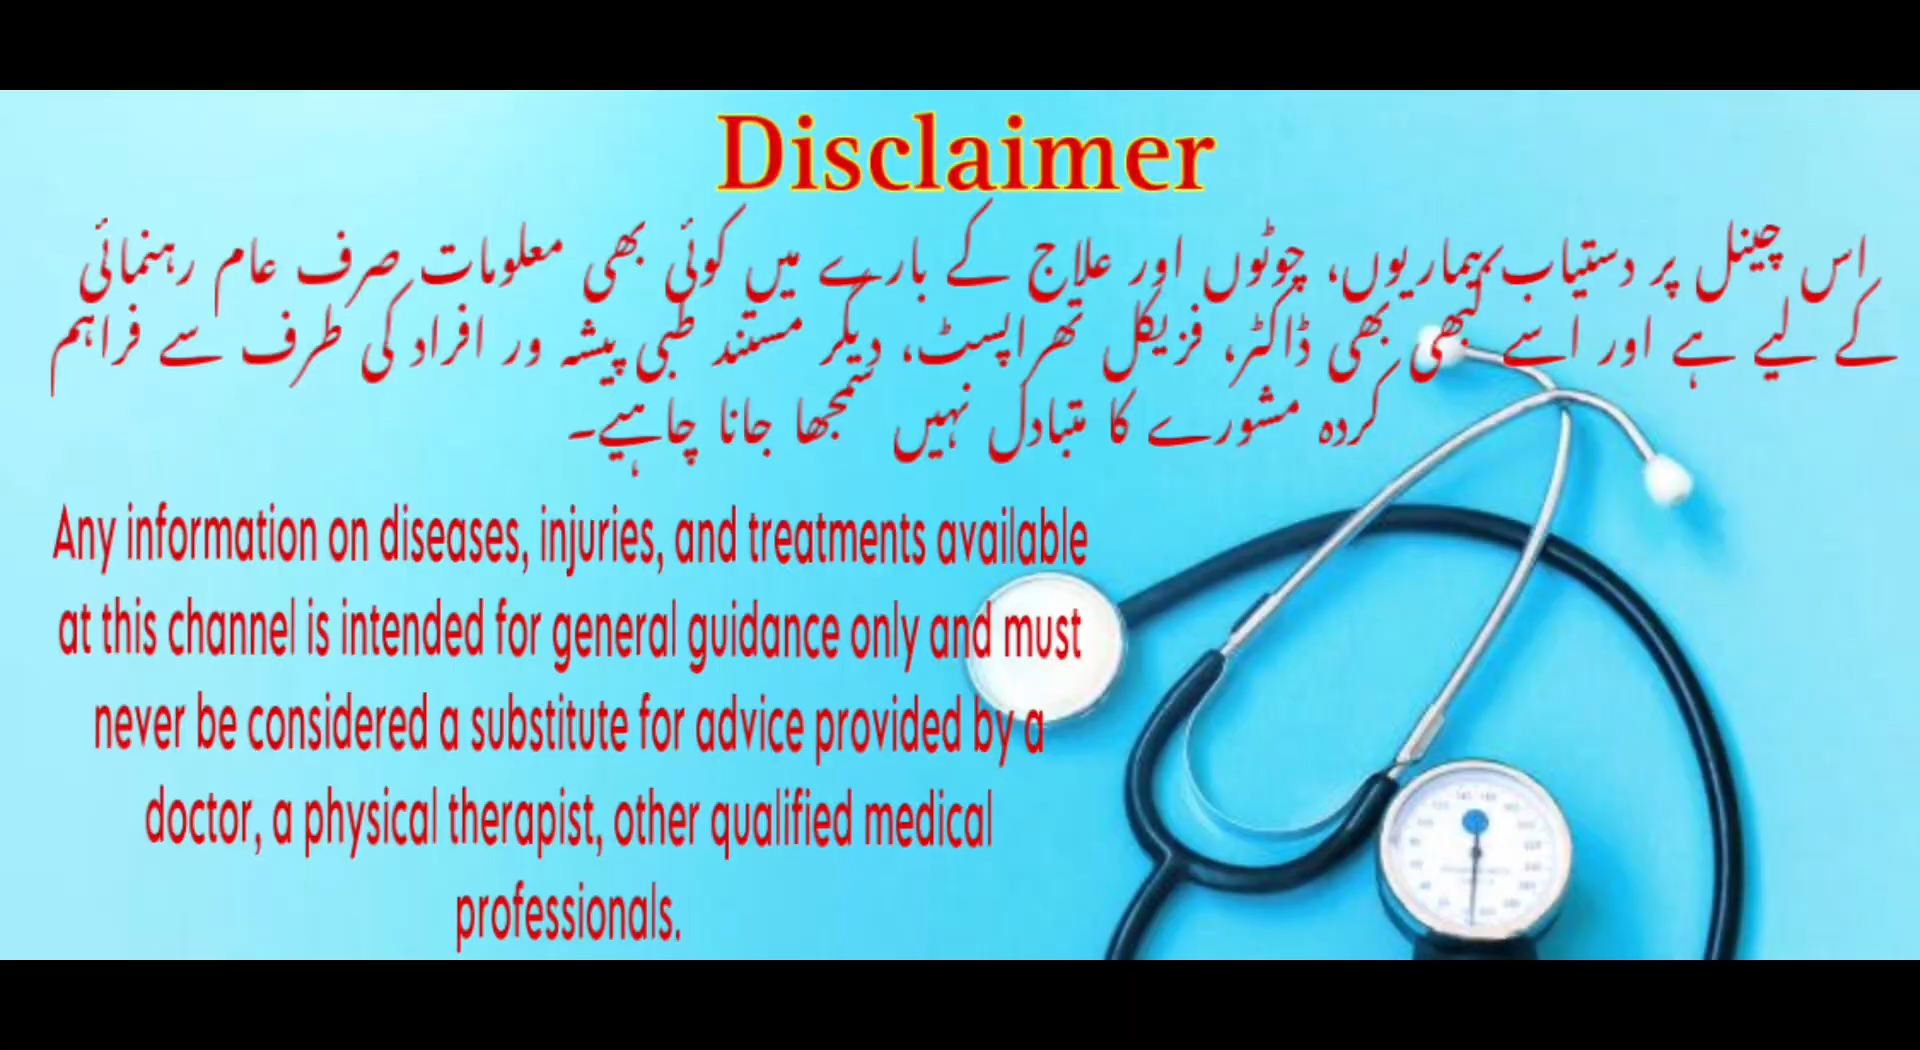 Disclaimer
اس چینل پر دستیاب بیماریوں، چوٹوں اور علاج کے بارے میں کوئی بھی معلومات صرف عام رہنمائی
کے لیے ہے اور اسے کبھی بھی ڈاکٹر، فزیکل تھراپسٹ، دیگر مستند طبی پیشہ ور افراد کی طرف سے فراہم
کردہ مشورے کا متبادل نہیں سمجھا جانا چاہیے۔
Any information on diseases, injuries, and treatments available
at this channel is intended for general guidance only and must
never be considered a substitute for advice provided by a
doctor, a physical therapist, other qualified medical
professionals.